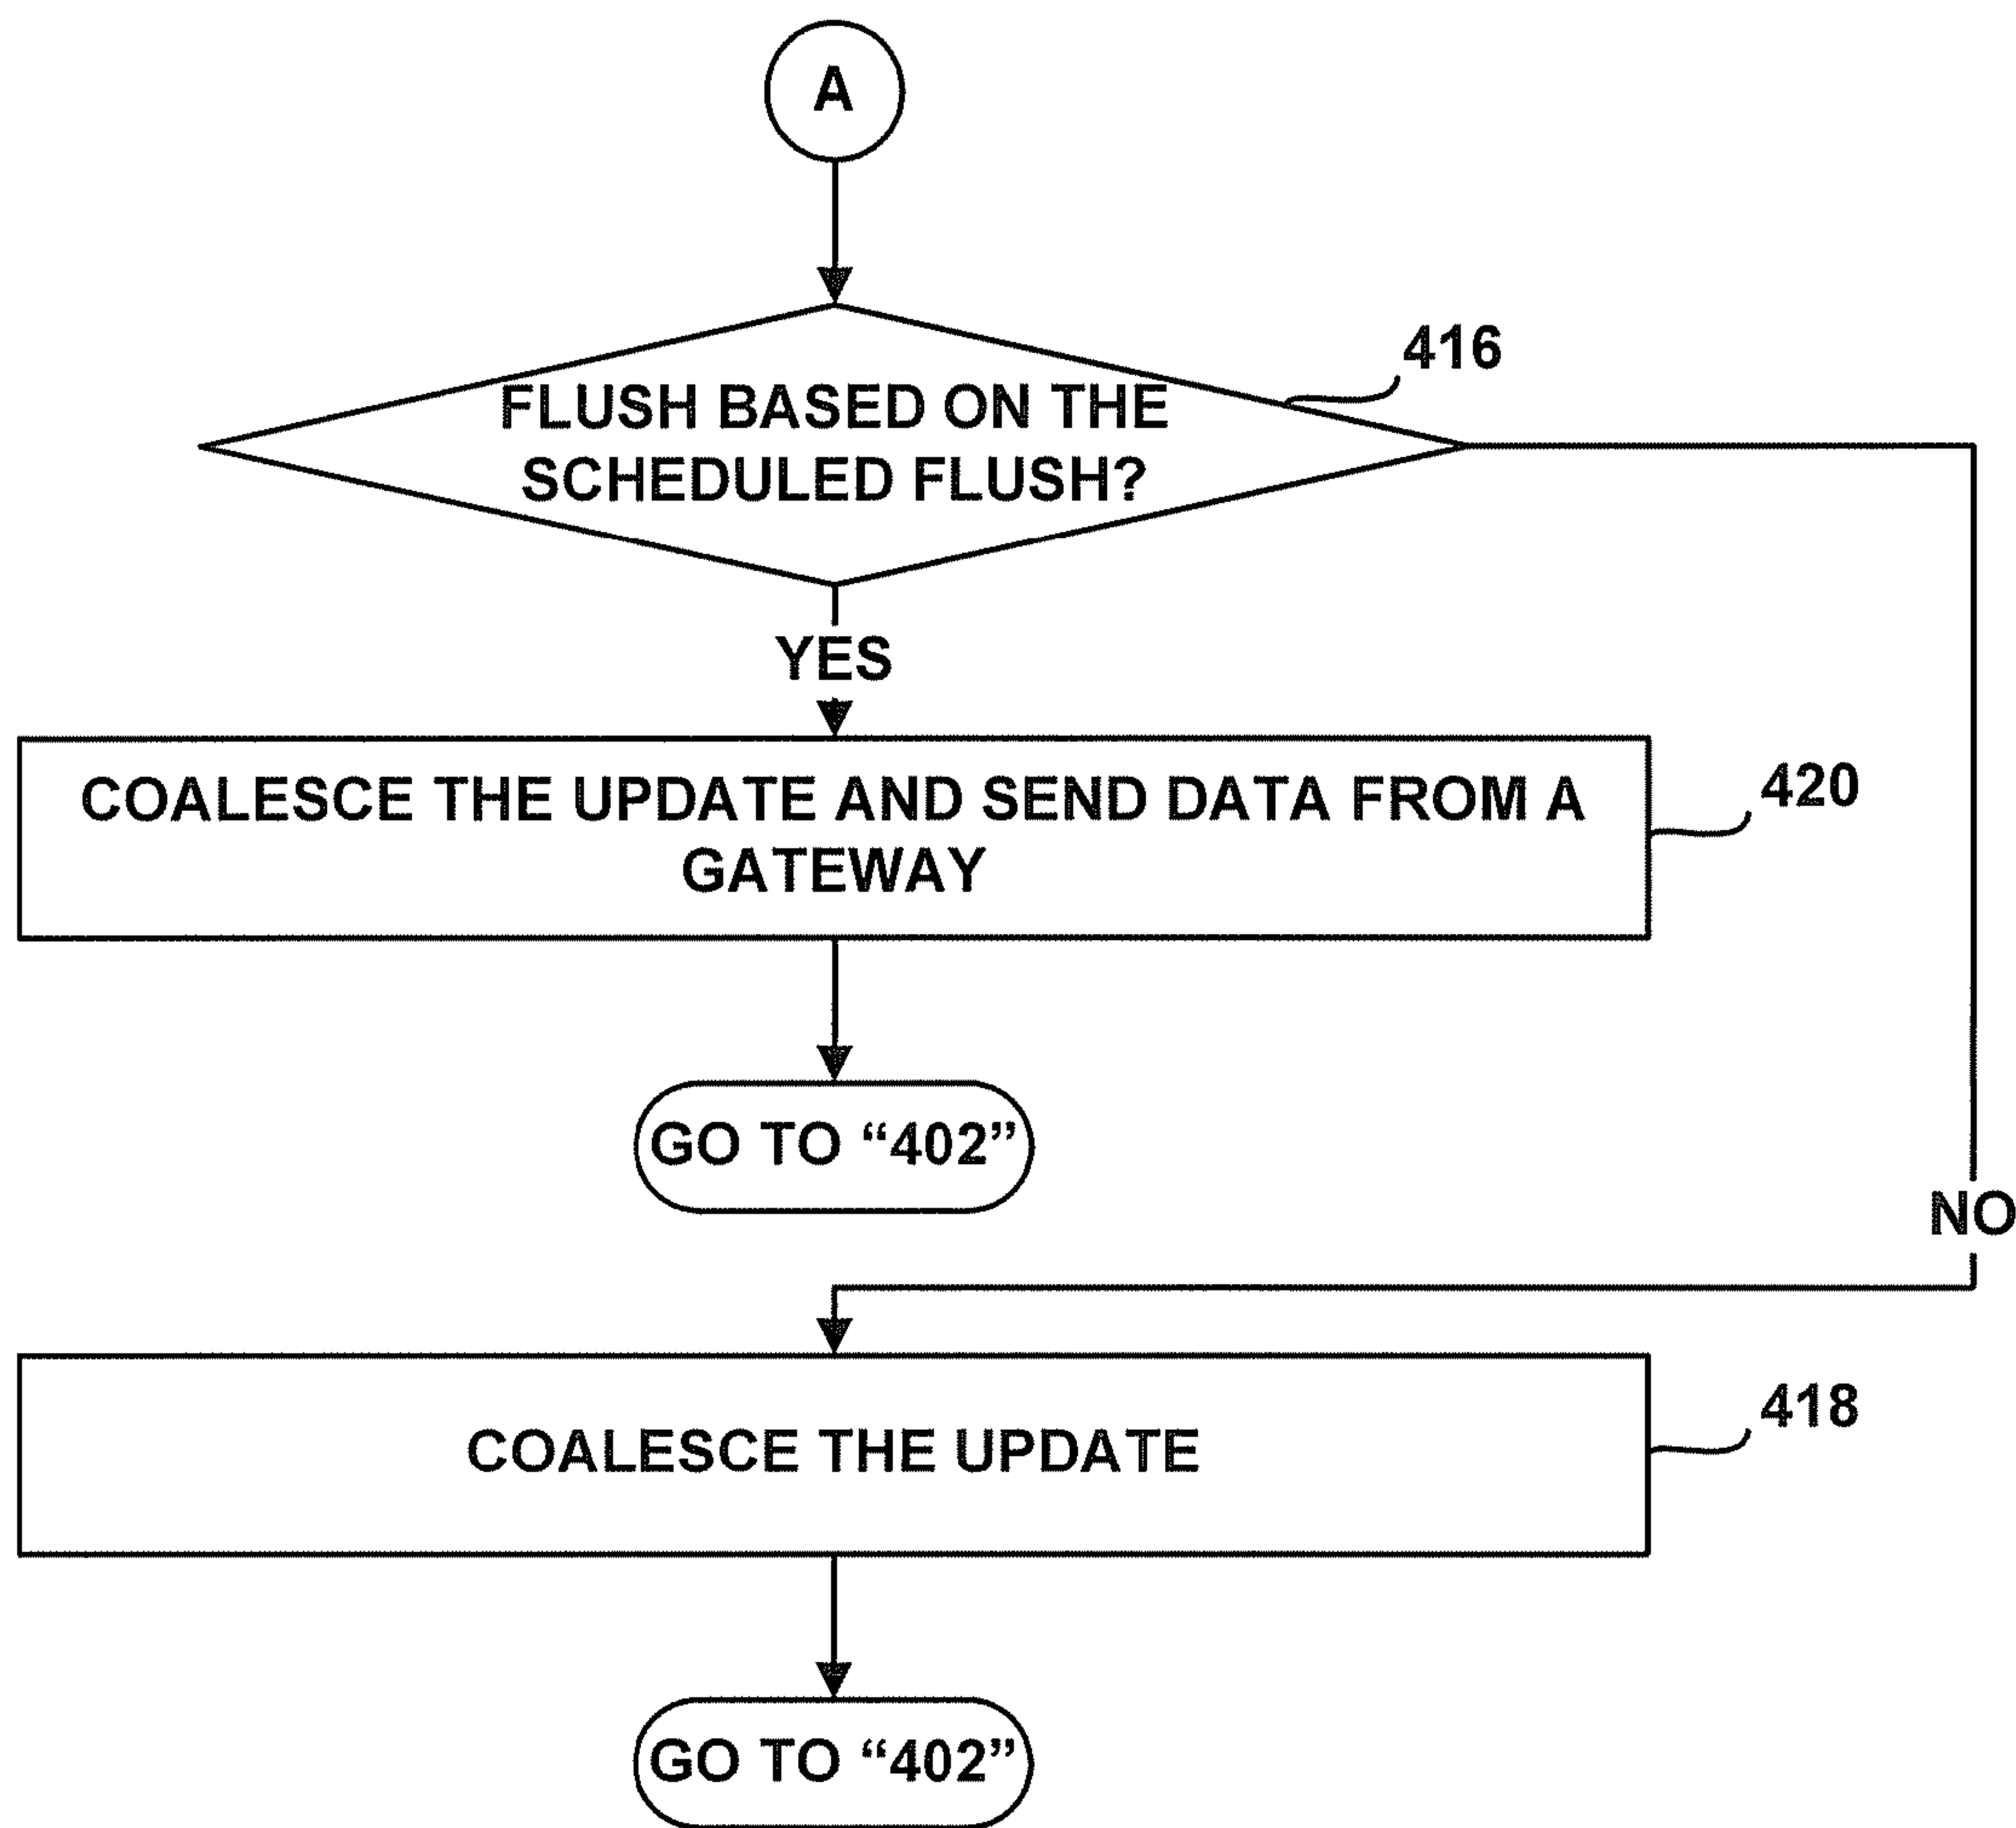 A
416
FLUSH BASED ON THE
SCHEDULED FLUSH?
YES
COALESCE THE UPDATE AND SEND DATA FROM A
GATEWAY
420
GO TO “402”
NO
COALESCE THE UPDATE
418
GO TO “402”